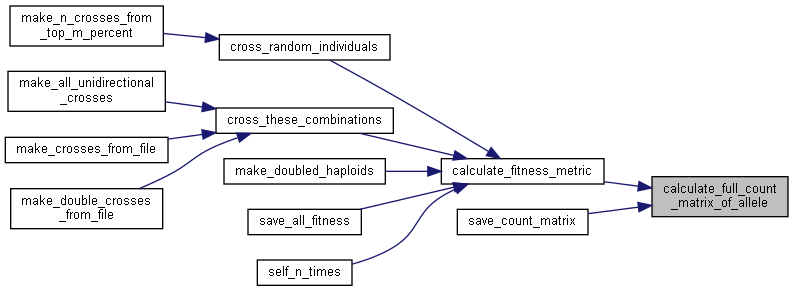 make_n_crosses_from
_top_m_percent
cross_random_individuals
make_all_unidirectional
_crosses
cross_these_combinations
make_crosses_from_file
make_doubled_haploids
calculate_fitness_metric
calculate_full_count
_matrix_of_allele
make_double_crosses
_from_file
save_all_fitness
save_count_matrix
self_n_times